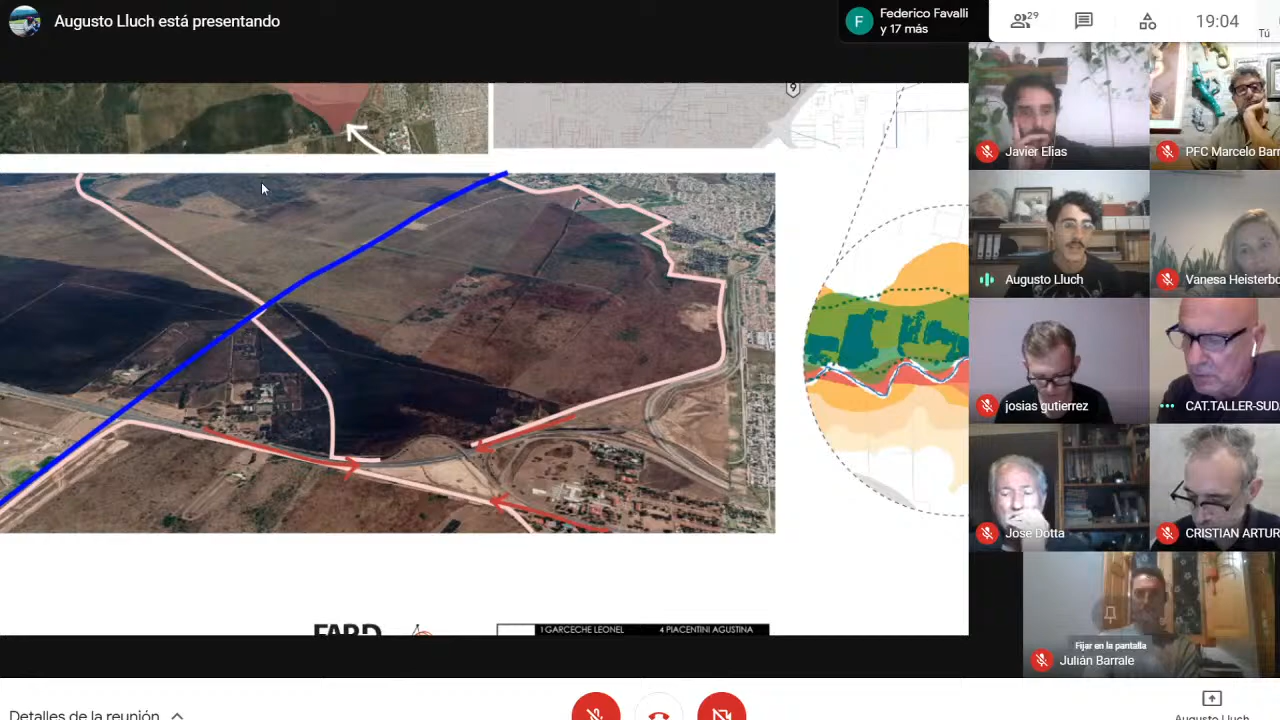 Augusto Lluch está presentando
F
Federico Favalli
y 17 más
29
19:04
Tú
9
Javier Elias
PFC Marcelo Barr
Augusto Lluch
Vanesa Heisterbo
josias gutierrez
CAT.TALLER-SUD
Jose Dotta
CRISTIAN ARTUR
Fijar en la pantalla
Julián Barrale
1 GARCECHE LEONEL
4 PIACENTINI AGUSTINA
Detalles de la reunión
Augusto Lluch